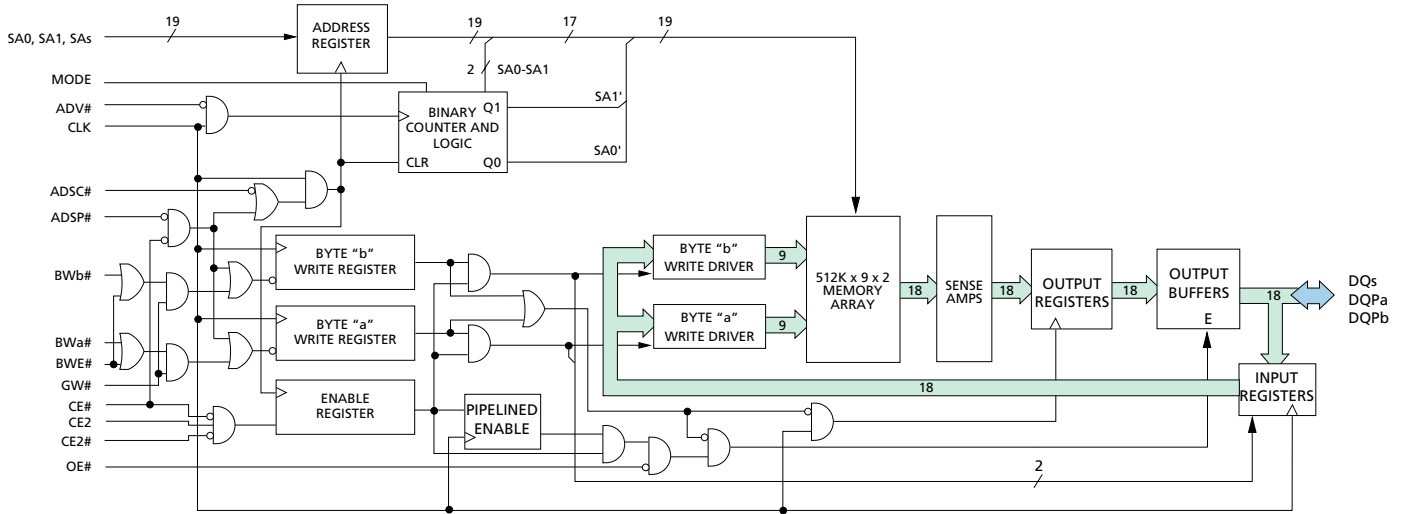 19
SA0, SA1, SAs
ADDRESS
REGISTER
19
17
19
2
SA0-SA1
MODE
ADV#
CLK
BINARY
COUNTER AND
LOGIC
Q1
CLR
Q0
SA1'
SA0'
ADSC#
ADSP#
BWb#
BYTE “b”
WRITE REGISTER
BYTE “b”
WRITE DRIVER
9
512K x 9 x 2
MEMORY
ARRAY
18
SENSE
AMPS
18
OUTPUT
REGISTERS
18
OUTPUT
BUFFERS
E
18
DQs
DQPa
DQPb
BYTE “a”
WRITE REGISTER
BYTE “a”
WRITE DRIVER
9
BWa#
BWE#
GW#
CE#
CE2
CE2#
OE#
ENABLE
REGISTER
PIPELINED
ENABLE
18
INPUT
REGISTERS
2